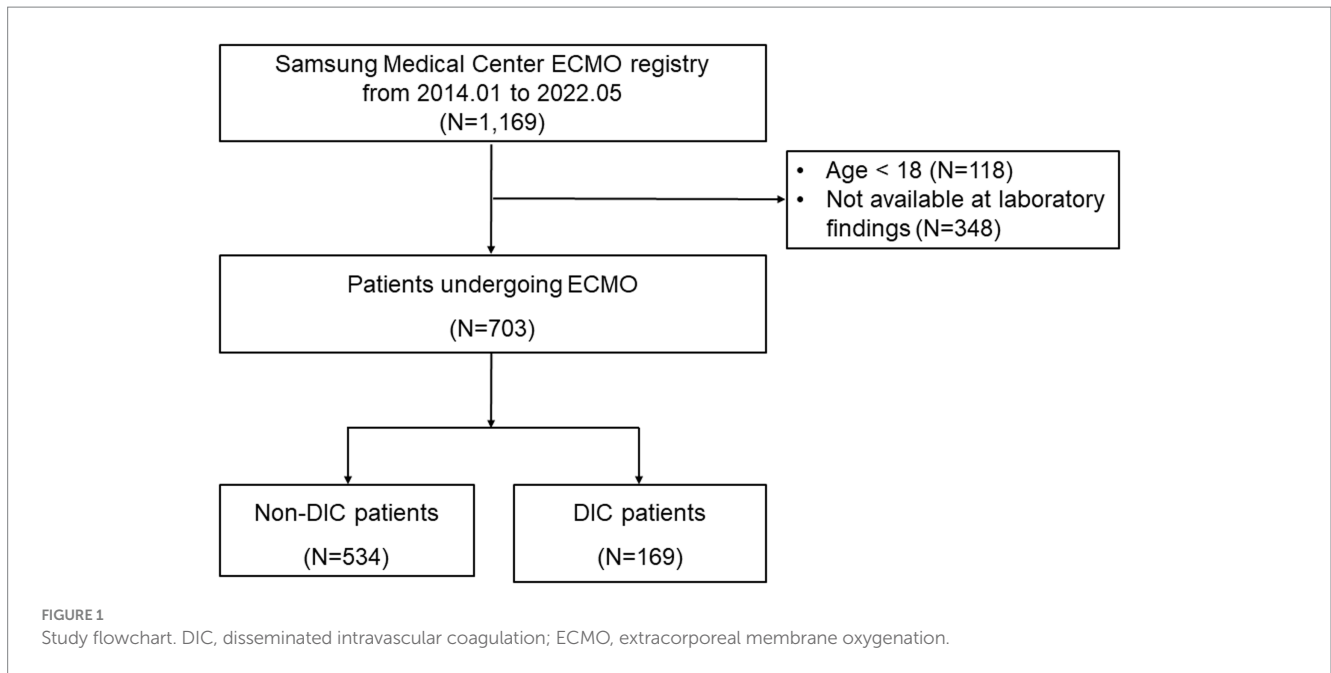 Samsung Medical Center ECMO registry
from 2014.01 to 2022.05
(N=1,169)
• Age < 18 (N=118)
• Not available at laboratory
findings (N=348)
Patients undergoing ECMO
(N=703)
Non-DIC patients
(N=534)
DIC patients
(N=169)
FIGURE 1
Study flowchart. DIC, disseminated intravascular coagulation; ECMO, extracorporeal membrane oxygenation.